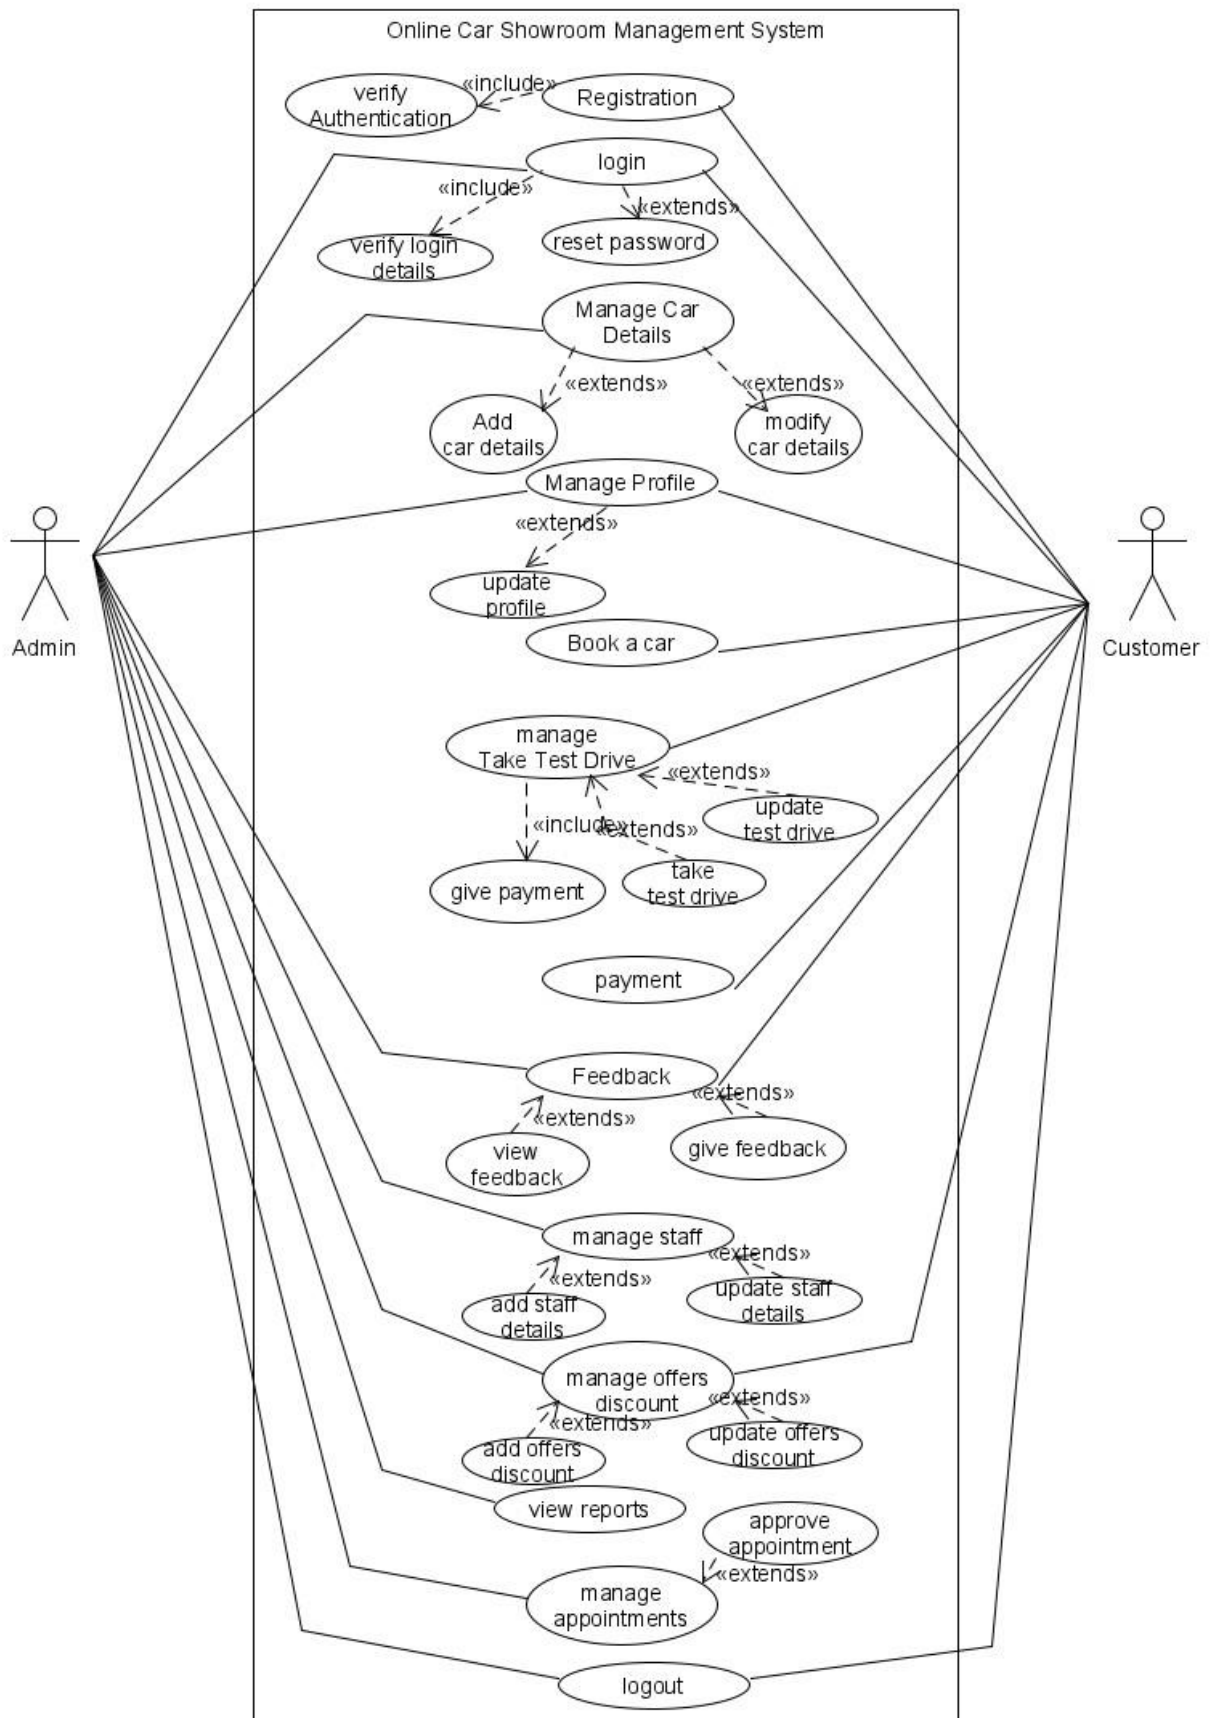 Online Car Showroom Management System
verify
Authentication
«include»
Registration
login
«include»
«extends»
verify login
details
reset password
Manage Car
Details
«extends»
«extends»
Add
car details
modify
car details
Manage Profile
«extends»
update
profile
Admin
Book a car
Customer
manage
Take Test Drive
«extends»
update
test drive
«include»
«extends»
give payment
take
test drive
payment
Feedback
«extends»
«extends»
view
feedback
give feedback
manage staff
«extends»
«extends»
add staff
details
update staff
details
manage offers
discount
«extends»
«extends»
add offers
discount
update offers
discount
view reports
approve
appointment
«extends»
manage
appointments
logout